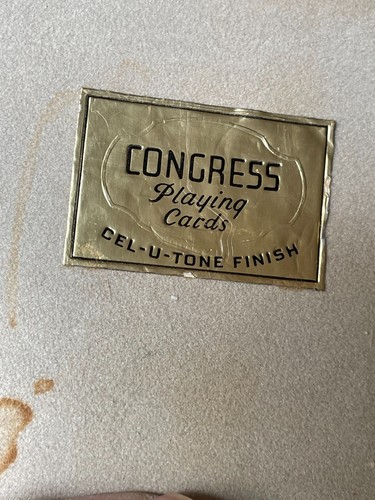 CONGRESS
Playing
Cards
CEL-U-TONE FINISH